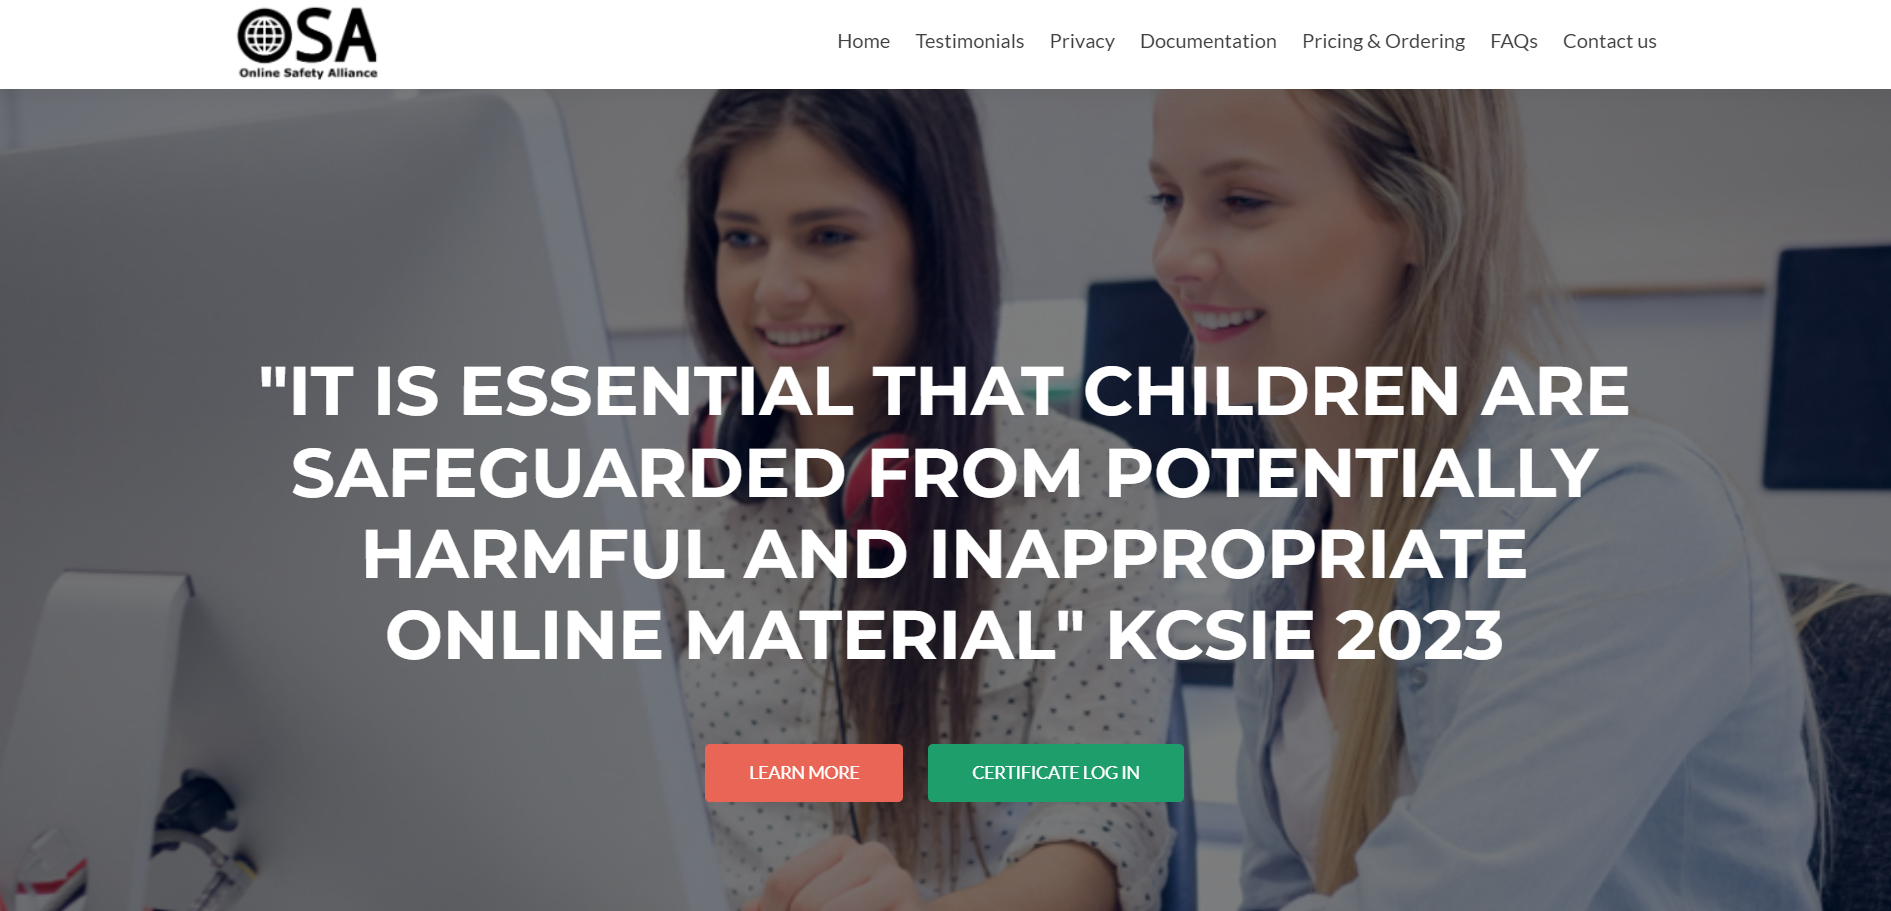 OSA
Online Safety Alliance
Home Testimonials Privacy Documentation Pricing & Ordering FAQs Contact us
"IT IS ESSENTIAL THAT CHILDREN ARE
SAFEGUARDED FROM POTENTIALLY
HARMFUL AND INAPPROPRIATE
ONLINE MATERIAL" KCSIE 2023
LEARN MORE CERTIFICATE LOG IN